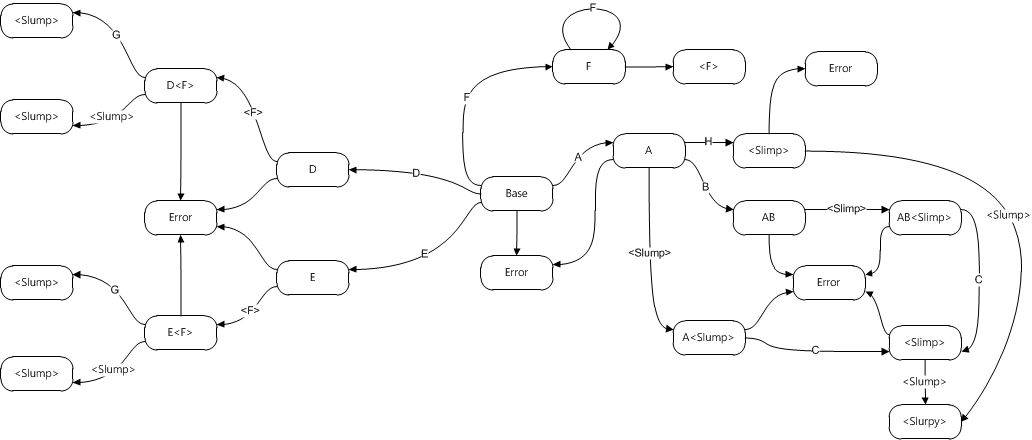 <Slump>
F
G
F
<F>
Error
D<F>
F
<Slump>
<Slump>
<F>
A
A
H
<Slimp>
D
D
B
Base
Error
AB
<Slimp>
AB<Slimp>
<Slump>
E
<Slump>
Error
E
<Slump>
Error
C
G
<F>
E<F>
A<Slump>
C
<Slimp>
<Slump>
<Slump>
<Slump>
<Slurpy>